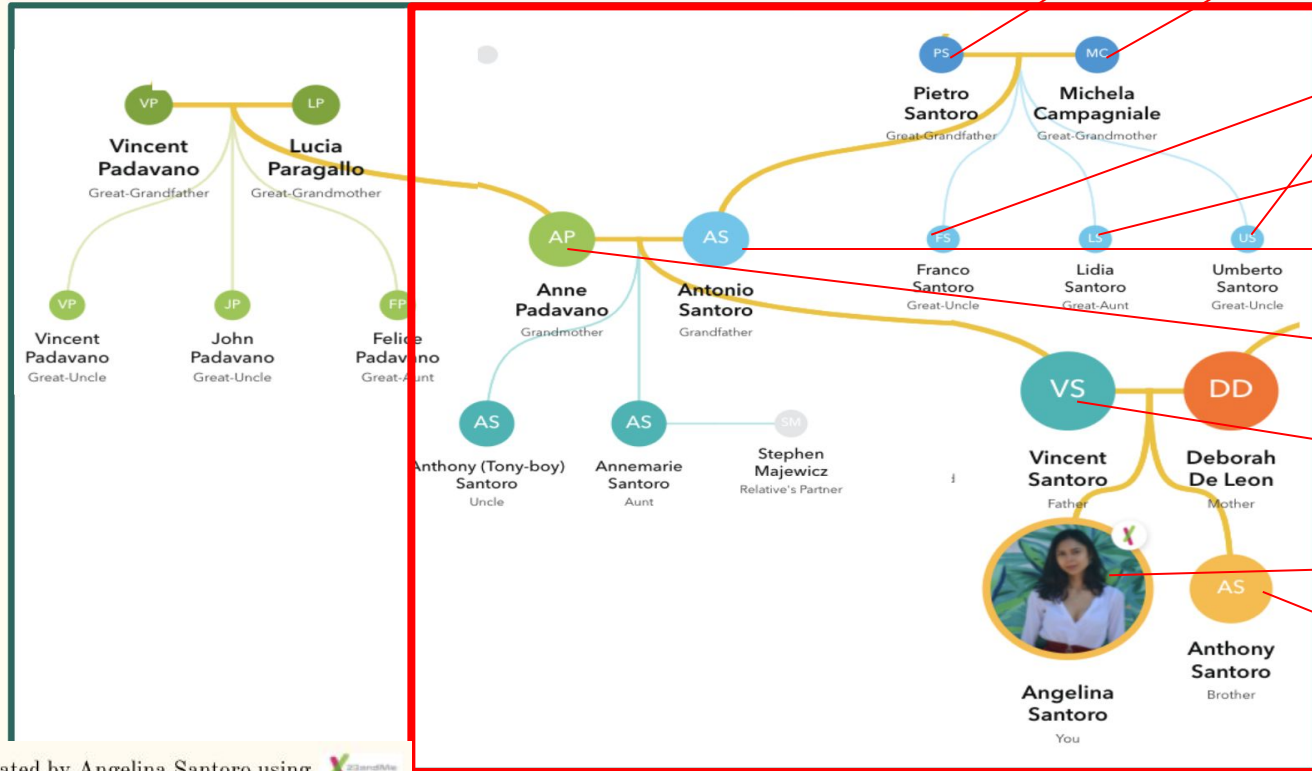 PS
MC
Pietro
Santoro
Great-Grandfather
Michela
Campagniale
Great-Grandmother
VP
LP
Vincent
Padavano
Great-Grandfather
Lucia
Paragallo
Great-Grandmother
AP
AS
FS
LS
US
Anne
Padavano
Grandmother
Antonio
Santoro
Grandfather
Franco
Santoro
Great-Uncle
Lidia
Santoro
Great-Aunt
Umberto
Santoro
Great-Uncle
VP
JP
FP
Vincent
Padavano
Great-Uncle
John
Padavano
Great-Uncle
Felice
Padavano
Great-Aunt
VS
DD
AS
AS
SM
Anthony (Tony-boy)
Santoro
Uncle
Annemarie
Santoro
Aunt
Stephen
Majewicz
Relative's Partner
Vincent
Santoro
Father
Deborah
De Leon
Mother
AS
Angelina
Santoro
You
Anthony
Santoro
Brother
ated by Angelina Santoro using
23andMe